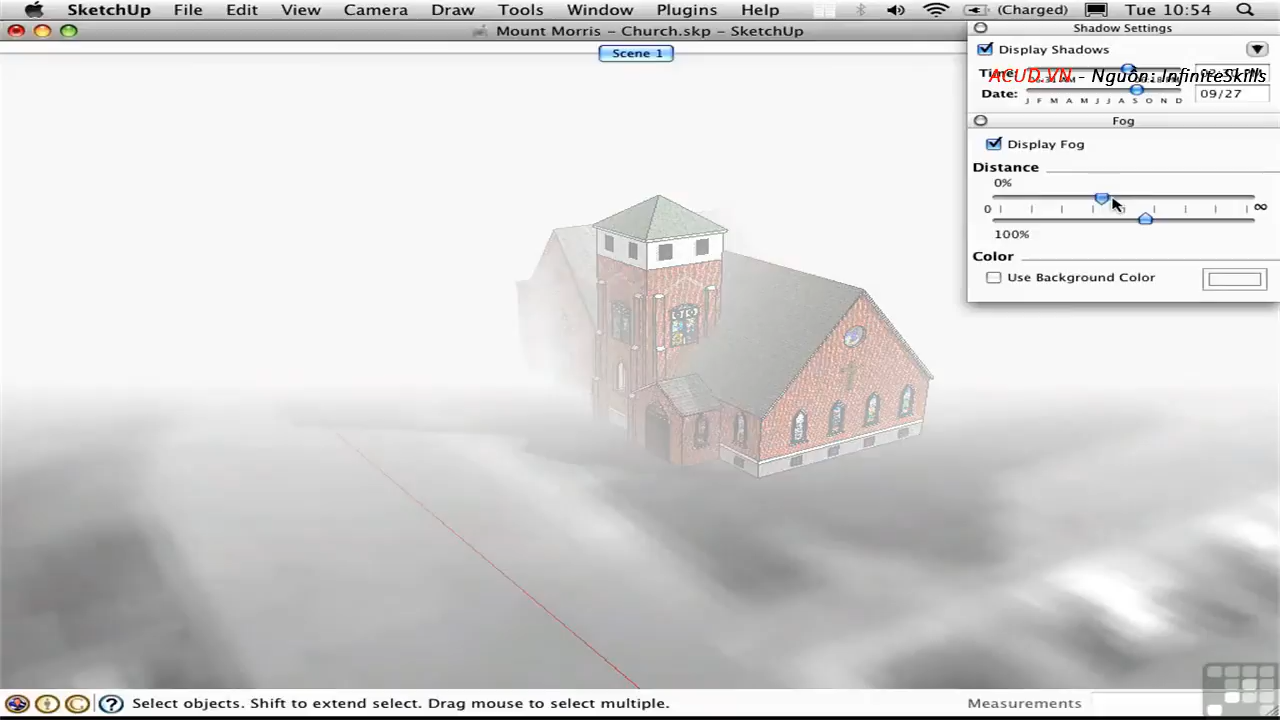 SketchUp File Edit View Camera Draw Tools Window Plugins Help (Charged) Tue 10:54
Mount Morris – Church.skp – SketchUp
Shadow Settings
Scene 1
Display Shadows
Time:
ACUD.VN - Nguồn: InfiniteSkills
Date: J F M A M J J A S O N D 09/27
Fog
Display Fog
Distance
0%
0 ∞
100%
Color
Use Background Color
Select objects. Shift to extend select. Drag mouse to select multiple. Measurements